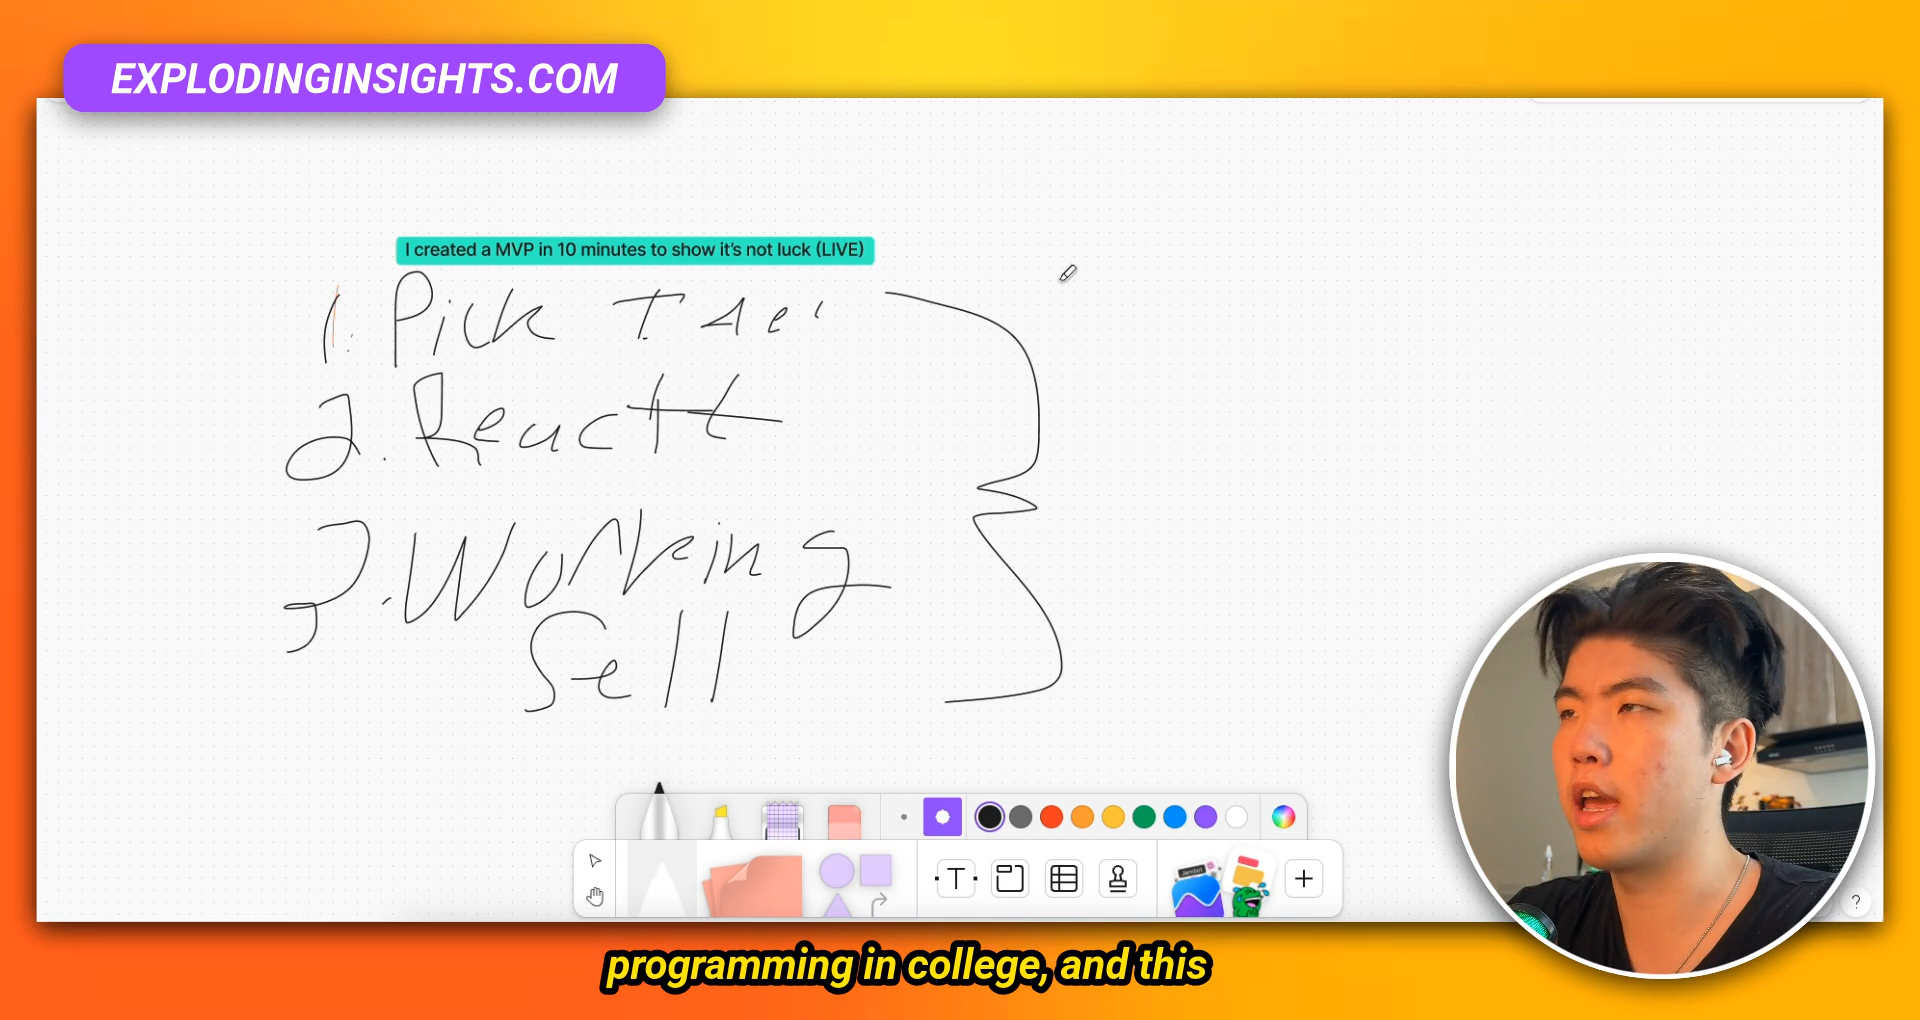 EXPLODINGINSIGHTS.COM
I created a MVP in 10 minutes to show it's not luck (LIVE)
1. Pick
2. React
3. Working
Sell
T
?
programming in college, and this